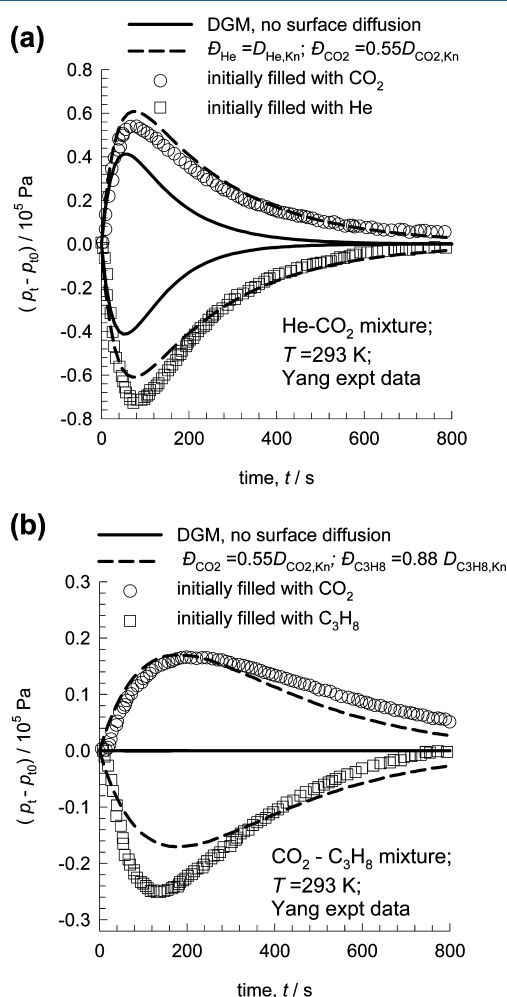 (a)
DGM, no surface diffusion
Đ_He =D_He,Kn; Đ_CO2=0.55D_CO2,Kn
initially filled with CO₂
initially filled with He
0.8
0.6
0.4
0.2
0.0
-0.2
-0.4
-0.6
-0.8
(p_t - p_t0) / 10⁵ Pa
He-CO₂ mixture;
T =293 K;
Yang expt data
0 200 400 600 800
time, t / s
(b)
DGM, no surface diffusion
Đ_CO2 =0.55D_CO2,Kn; Đ_C3H8 =0.88 D_C3H8,Kn
initially filled with CO₂
initially filled with C₃H₈
0.3
0.2
0.1
0.0
-0.1
-0.2
-0.3
(p_t - p_t0) / 10⁵ Pa
CO₂ - C₃H₈ mixture;
T =293 K;
Yang expt data
0 200 400 600 800
time, t / s